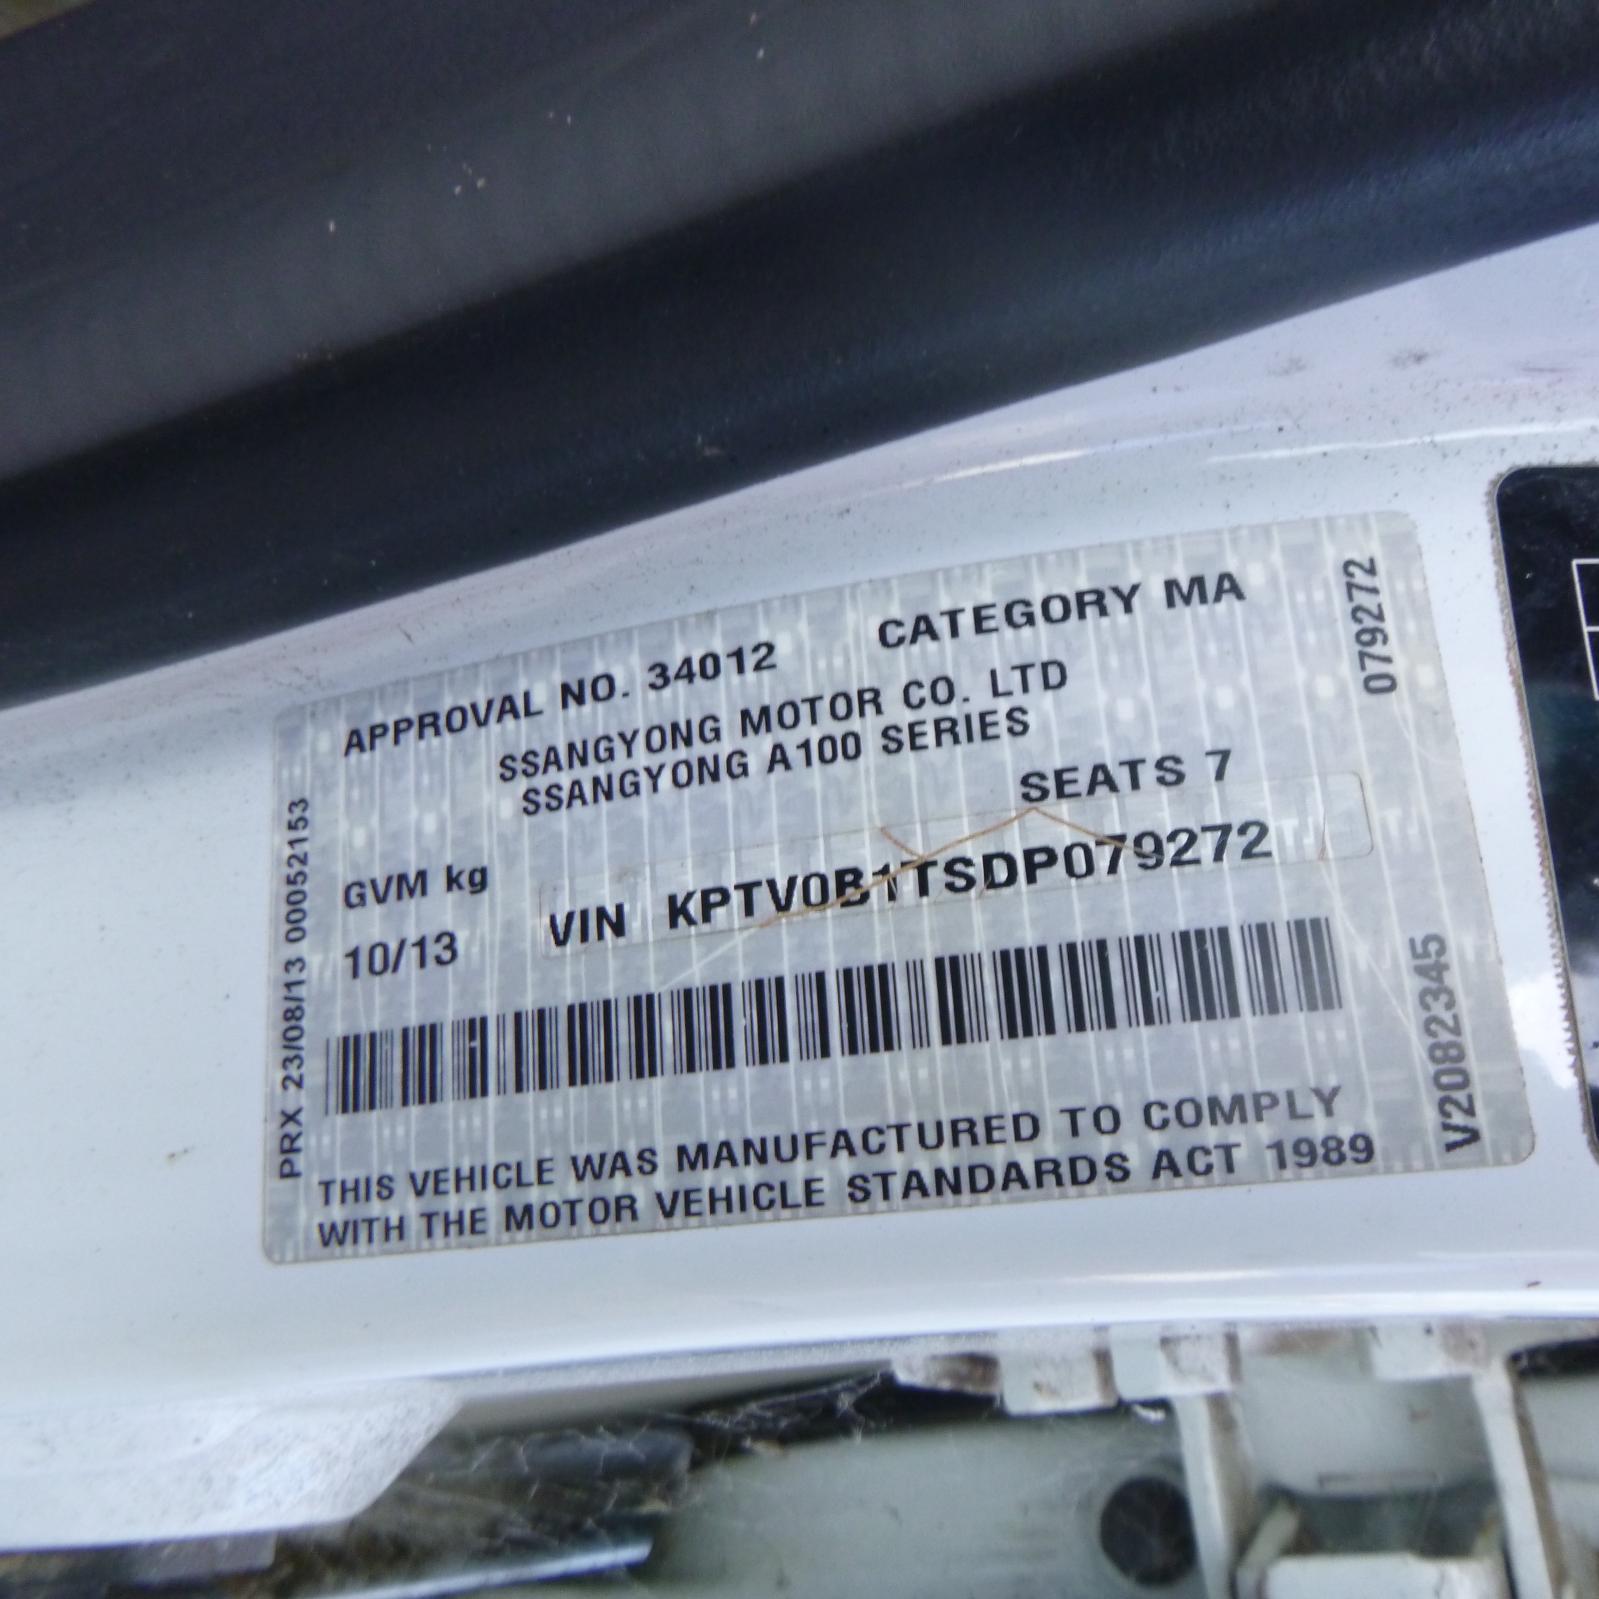 APPROVAL NO. 34012 CATEGORY MA
SSANGYONG MOTOR CO. LTD
SSANGYONG A100 SERIES
SEATS 7
GVM kg
VIN KPTV0B1TSDP079272
10/13
THIS VEHICLE WAS MANUFACTURED TO COMPLY
WITH THE MOTOR VEHICLE STANDARDS ACT 1989
PRX 23/08/13 00052153
079272
V2082345